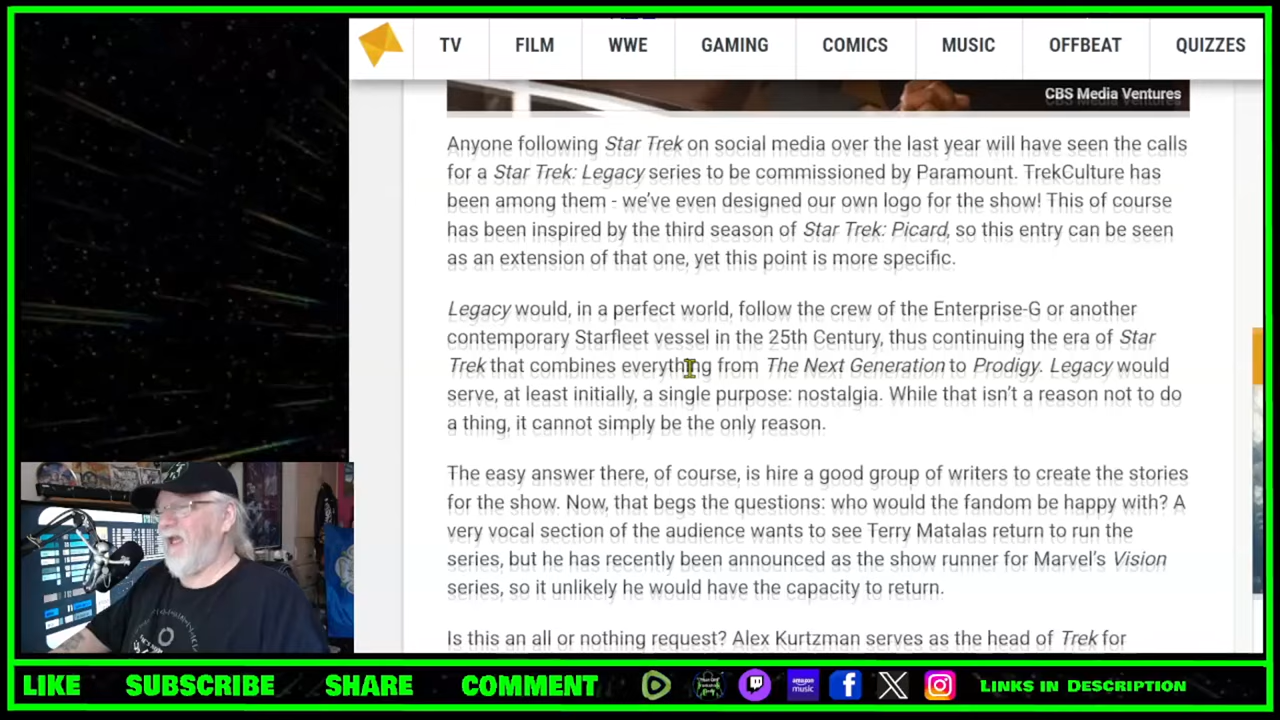 TV FILM WWE GAMING COMICS MUSIC OFFBEAT QUIZZES
CBS Media Ventures
Anyone following Star Trek on social media over the last year will have seen the calls
for a Star Trek: Legacy series to be commissioned by Paramount. TrekCulture has
been among them - we've even designed our own logo for the show! This of course
has been inspired by the third season of Star Trek: Picard, so this entry can be seen
as an extension of that one, yet this point is more specific.
Legacy would, in a perfect world, follow the crew of the Enterprise-G or another
contemporary Starfleet vessel in the 25th Century, thus continuing the era of Star
Trek that combines everything from The Next Generation to Prodigy. Legacy would
serve, at least initially, a single purpose: nostalgia. While that isn't a reason not to do
a thing, it cannot simply be the only reason.
The easy answer there, of course, is hire a good group of writers to create the stories
for the show. Now, that begs the questions: who would the fandom be happy with? A
very vocal section of the audience wants to see Terry Matalas return to run the
series, but he has recently been announced as the show runner for Marvel's Vision
series, so it unlikely he would have the capacity to return.
Is this an all or nothing request? Alex Kurtzman serves as the head of Trek for
LIKE SUBSCRIBE SHARE COMMENT amazon music Links in Description